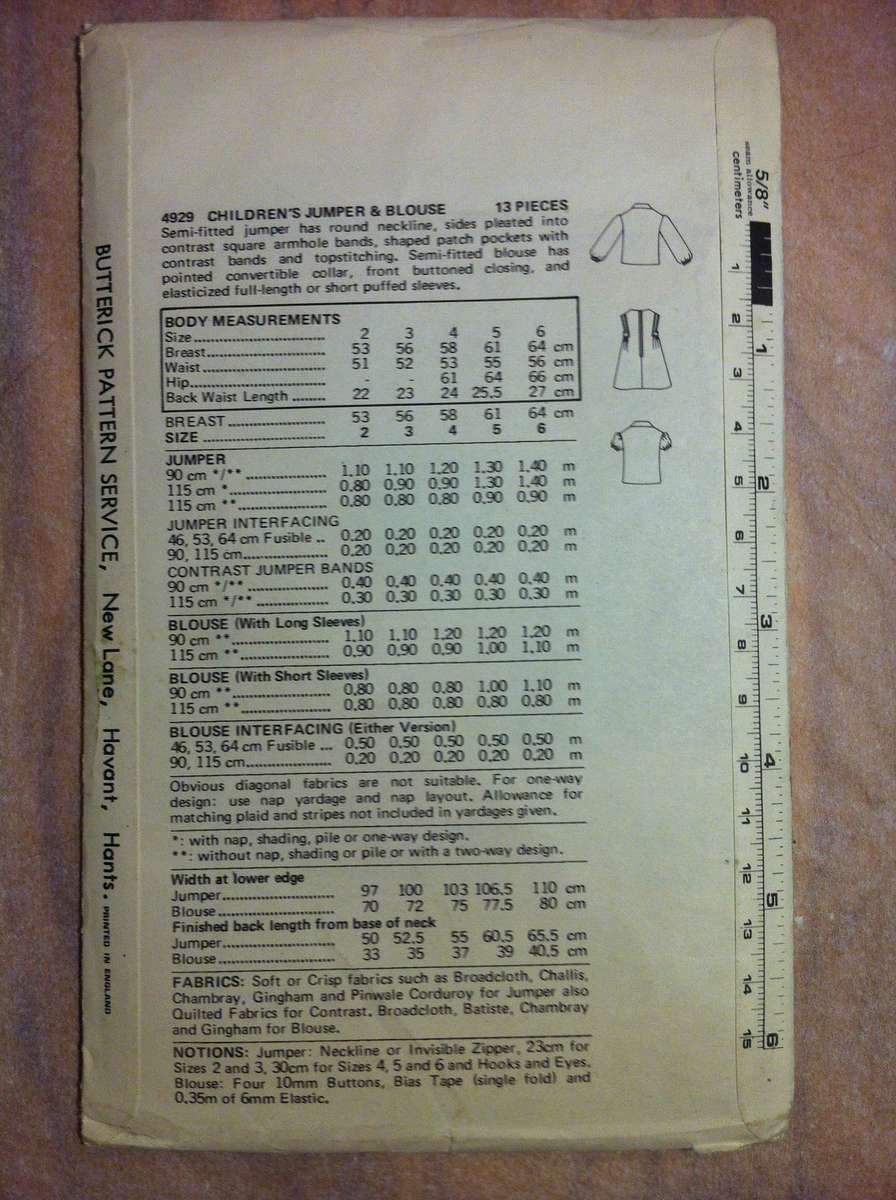 4929 CHILDREN'S JUMPER & BLOUSE 13 PIECES
Semi-fitted jumper has round neckline, sides pleated into
contrast square armhole bands, shaped patch pockets with
contrast bands and topstitching. Semi-fitted blouse has
pointed convertible collar, front buttoned closing, and
elasticized full-length or short puffed sleeves.
BODY MEASUREMENTS
Size 2 3 4 5 6
Breast 53 56 58 61 64 cm
Waist 51 52 53 55 56 cm
Hip - - 61 64 66 cm
Back Waist Length 22 23 24 25.5 27 cm
BREAST 53 56 58 61 64 cm
SIZE 2 3 4 5 6
JUMPER
90 cm */** 1.10 1.10 1.20 1.30 1.40 m
115 cm * 0.80 0.90 0.90 1.30 1.40 m
115 cm ** 0.80 0.80 0.80 0.90 0.90 m
JUMPER INTERFACING
46, 53, 64 cm Fusible .. 0.20 0.20 0.20 0.20 0.20 m
90, 115 cm 0.20 0.20 0.20 0.20 0.20 m
CONTRAST JUMPER BANDS
90 cm */** 0.40 0.40 0.40 0.40 0.40 m
115 cm */** 0.30 0.30 0.30 0.30 0.30 m
BLOUSE (With Long Sleeves)
90 cm ** 1.10 1.10 1.20 1.20 1.20 m
115 cm ** 0.90 0.90 0.90 1.00 1.10 m
BLOUSE (With Short Sleeves)
90 cm ** 0.80 0.80 0.80 1.00 1.10 m
115 cm ** 0.80 0.80 0.80 0.80 0.80 m
BLOUSE INTERFACING (Either Version)
46, 53, 64 cm Fusible ... 0.50 0.50 0.50 0.50 0.50 m
90, 115 cm 0.20 0.20 0.20 0.20 0.20 m
Obvious diagonal fabrics are not suitable. For one-way
design: use nap yardage and nap layout. Allowance for
matching plaid and stripes not included in yardages given.
*: with nap, shading, pile or one-way design.
**: without nap, shading or pile or with a two-way design.
Width at lower edge
Jumper 97 100 103 106.5 110 cm
Blouse 70 72 75 77.5 80 cm
Finished back length from base of neck
Jumper 50 52.5 55 60.5 65.5 cm
Blouse 33 35 37 39 40.5 cm
FABRICS: Soft or Crisp fabrics such as Broadcloth, Challis,
Chambray, Gingham and Pinwale Corduroy for Jumper also
Quilted Fabrics for Contrast. Broadcloth, Batiste, Chambray
and Gingham for Blouse.
NOTIONS: Jumper: Neckline or Invisible Zipper, 23cm for
Sizes 2 and 3, 30cm for Sizes 4, 5 and 6 and Hooks and Eyes.
Blouse: Four 10mm Buttons, Bias Tape (single fold) and
0.35m of 6mm Elastic.
BUTTERICK PATTERN SERVICE, New Lane, Havant, Hants. PRINTED IN ENGLAND
5/8"
seam allowance
centimeters
1 2 3 4 5 6 7 8 9 10 11 12 13 14 15
1 2 3 4 5 6